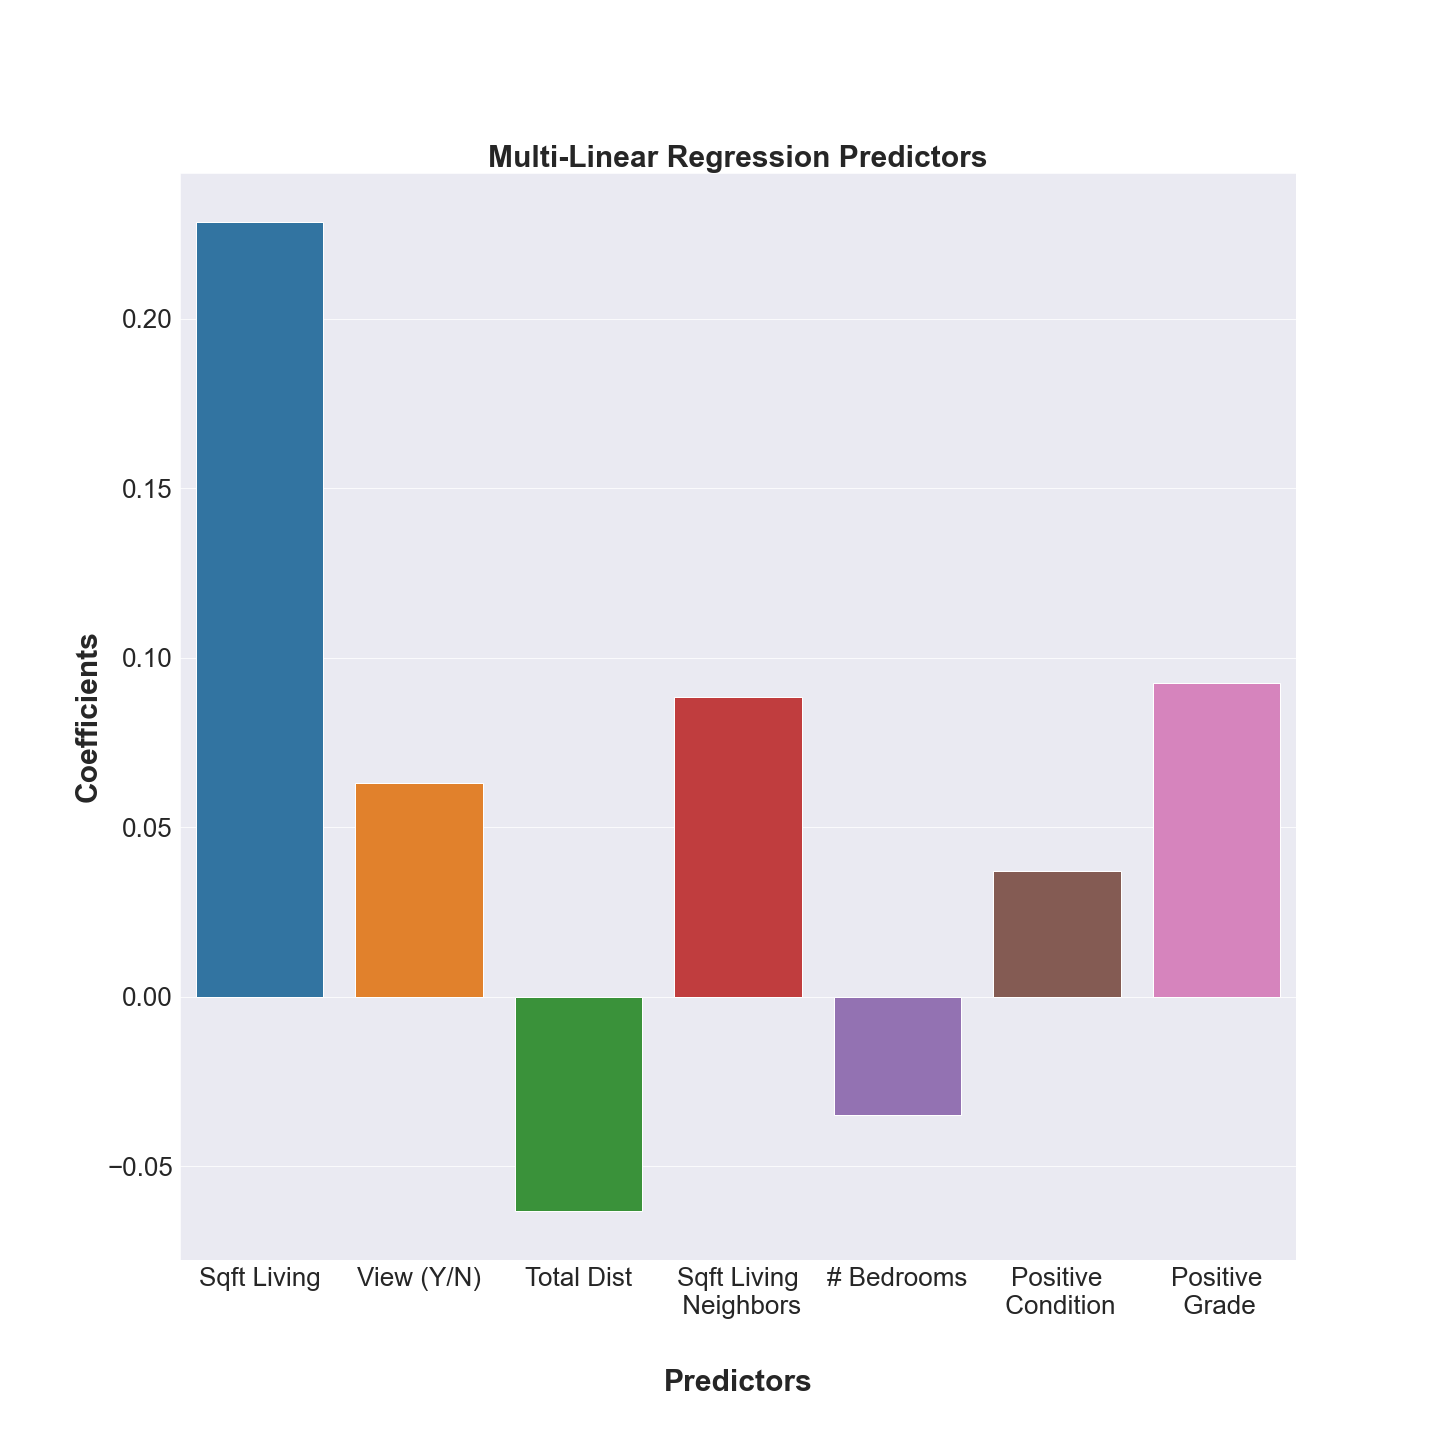 Multi-Linear Regression Predictors
Coefficients
0.20
0.15
0.10
0.05
0.00
−0.05
Sqft Living
View (Y/N)
Total Dist
Sqft Living
Neighbors
# Bedrooms
Positive
Condition
Positive
Grade
Predictors